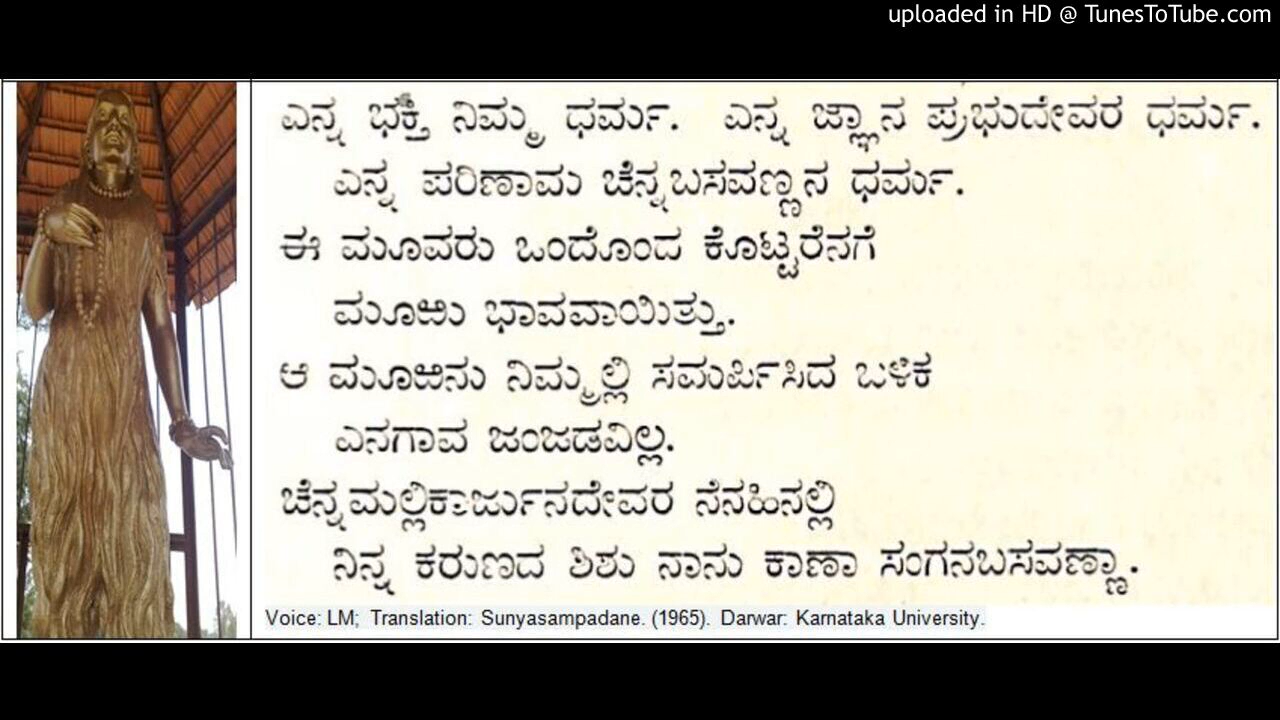 uploaded in HD @ TunesToTube.com
ಎನ್ನ ಭಕ್ತಿ ನಿಮ್ಮ ಧರ್ಮ. ಎನ್ನ ಜ್ಞಾನ ಪ್ರಭುದೇವರ ಧರ್ಮ.
ಎನ್ನ ಪರಿಣಾಮ ಚೆನ್ನಬಸವಣ್ಣನ ಧರ್ಮ.
ಈ ಮೂವರು ಒಂದೊಂದ ಕೊಟ್ಟರೆನಗೆ
ಮೂಱು ಭಾವವಾಯಿತ್ತು.
ಆ ಮೂಱನು ನಿಮ್ಮಲ್ಲಿ ಸಮರ್ಪಿಸಿದ ಬಳಿಕ
ಎನಗಾವ ಜಂಜಡವಿಲ್ಲ.
ಚೆನ್ನಮಲ್ಲಿಕಾರ್ಜುನದೇವರ ನೆನಹಿನಲ್ಲಿ
ನಿನ್ನ ಕರುಣದ ಶಿಶು ನಾನು ಕಾಣಾ ಸಂಗನಬಸವಣ್ಣಾ.
Voice: LM; Translation: Sunyasampadane. (1965). Darwar: Karnataka University.